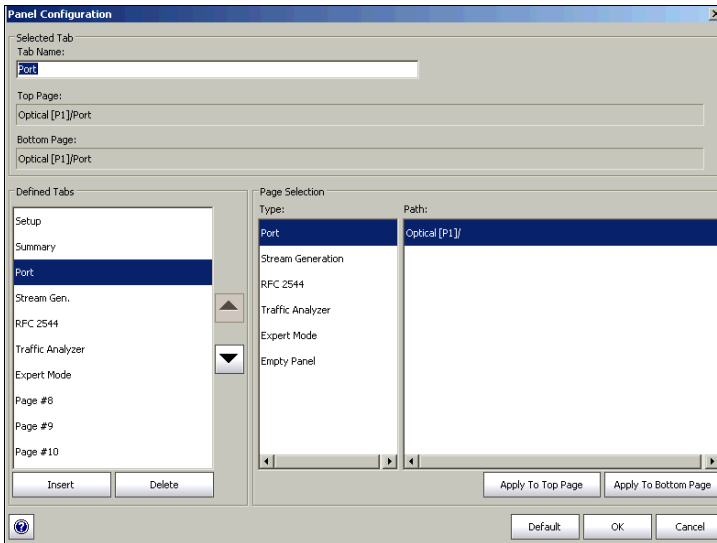 Panel Configuration
Selected Tab
Tab Name:
Port
Top Page:
Optical [P1]/Port
Bottom Page:
Optical [P1]/Port
Defined Tabs
Setup
Summary
Port
Stream Gen.
RFC 2544
Traffic Analyzer
Expert Mode
Page #8
Page #9
Page #10
Insert
Delete
Page Selection
Type:
Port
Stream Generation
RFC 2544
Traffic Analyzer
Expert Mode
Empty Panel
Path:
Optical [P1]/
Apply To Top Page
Apply To Bottom Page
Default
OK
Cancel